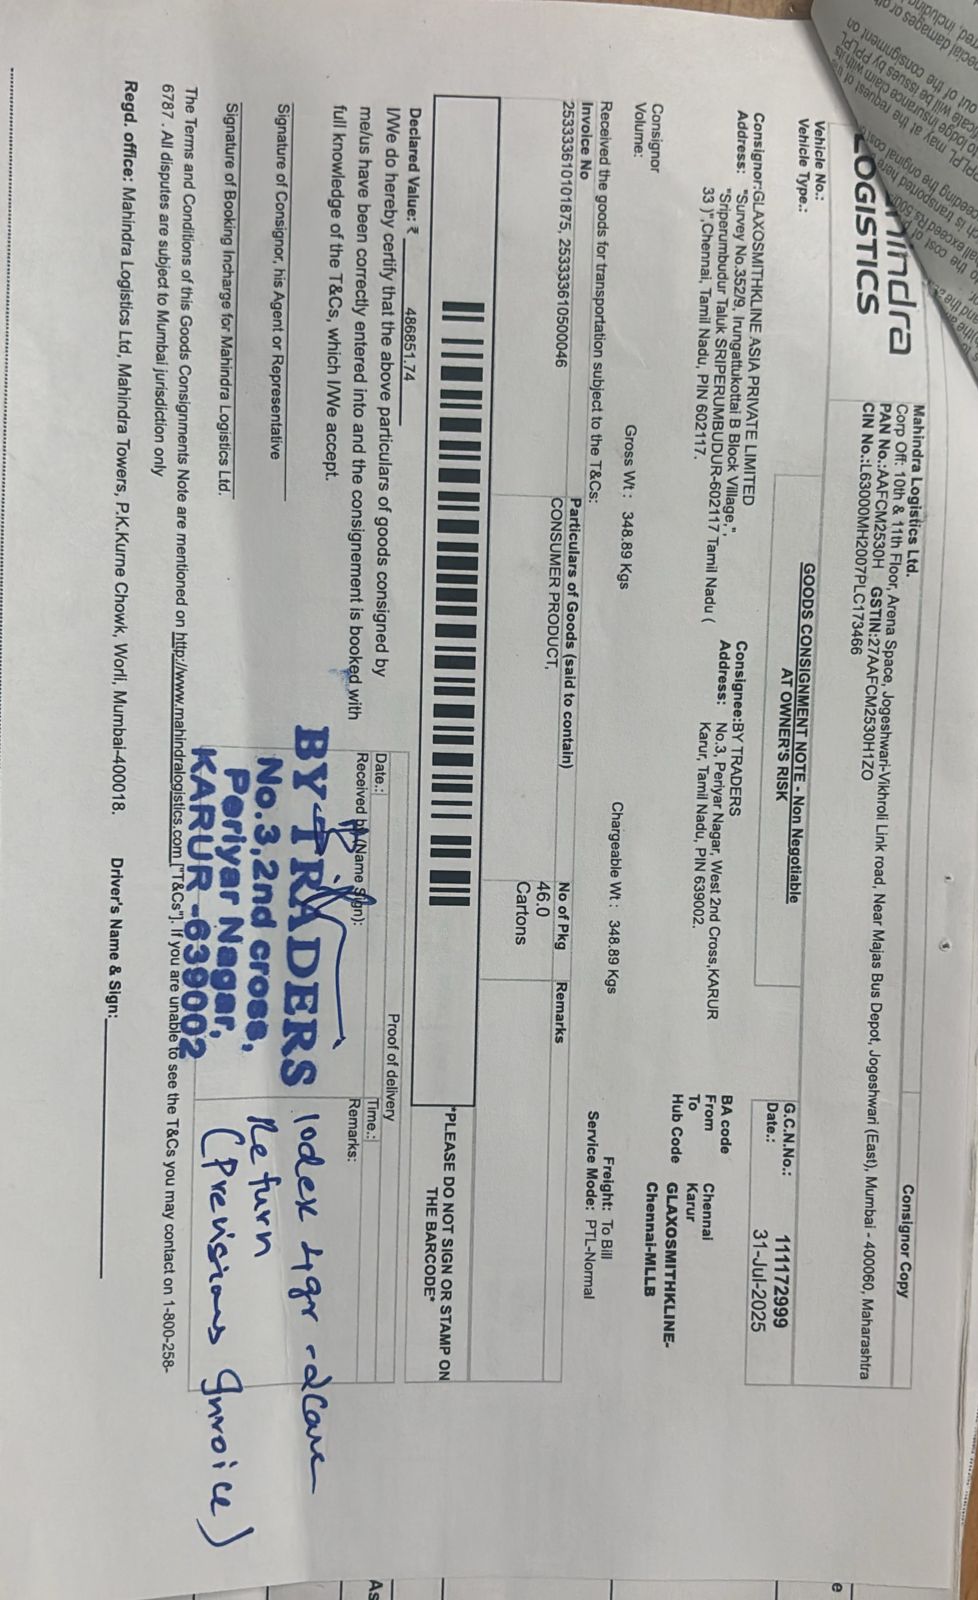 LOGISTICS
Mahindra Logistics Ltd.
Corp Off: 10th & 11th Floor, Arena Space, Jogeshwari-Vikhroli Link road, Near Majas Bus Depot, Jogeshwari (East), Mumbai - 400060, Maharashtra
PAN No.:AAFCM2530H GSTIN:27AAFCM2530H1ZO
CIN No.:L63000MH2007PLC173466
Consignor Copy
Vehicle No.:
Vehicle Type.:
GOODS CONSIGNMENT NOTE - Non Negotiable
AT OWNER'S RISK
G.C.N.No.: 111172999
Date.: 31-Jul-2025
Consignor:GLAXOSMITHKLINE ASIA PRIVATE LIMITED
Address: "Survey No.352/9, Irungattukottai B Block Village,",
"Sriperumbudur Taluk SRIPERUMBUDUR-602117 Tamil Nadu (
33 )",Chennai, Tamil Nadu, PIN 602117.
Consignee:BY TRADERS
Address: No.3, Periyar Nagar, West 2nd Cross,KARUR
Karur, Tamil Nadu, PIN 639002.
BA code
From Chennai
To Karur
Hub Code GLAXOSMITHKLINE-
Chennai-MLLB
Consignor
Volume:
Gross Wt : 348.89 Kgs
Chargeable Wt : 348.89 Kgs
Freight: To Bill
Service Mode: PTL-Normal
Received the goods for transportation subject to the T&Cs:
Invoice No Particulars of Goods (said to contain) No of Pkg Remarks
253333610101875, 253333610500046 CONSUMER PRODUCT, 46.0
Cartons
*PLEASE DO NOT SIGN OR STAMP ON
THE BARCODE*
Declared Value: ₹ 486851.74
I/We do hereby certify that the above particulars of goods consigned by
me/us have been correctly entered into and the consignement is booked with
full knowledge of the T&Cs, which I/We accept.
Proof of delivery
Date.: Time.:
Received by (Name Sign): Remarks:
BY TRADERS
No.3, 2nd cross,
Periyar Nagar,
KARUR - 639002
Iodex 4gr - 2 Case
Return
(Previsious Invoice)
Signature of Consignor, his Agent or Representative
Signature of Booking Incharge for Mahindra Logistics Ltd.
The Terms and Conditions of this Goods Consignments Note are mentioned on http://www.mahindralogistics.com ["T&Cs"]. If you are unable to see the T&Cs you may contact on 1-800-258-
6787 . All disputes are subject to Mumbai jurisdiction only
Regd. office: Mahindra Logistics Ltd, Mahindra Towers, P.K.Kurne Chowk, Worli, Mumbai-400018. Driver's Name & Sign: